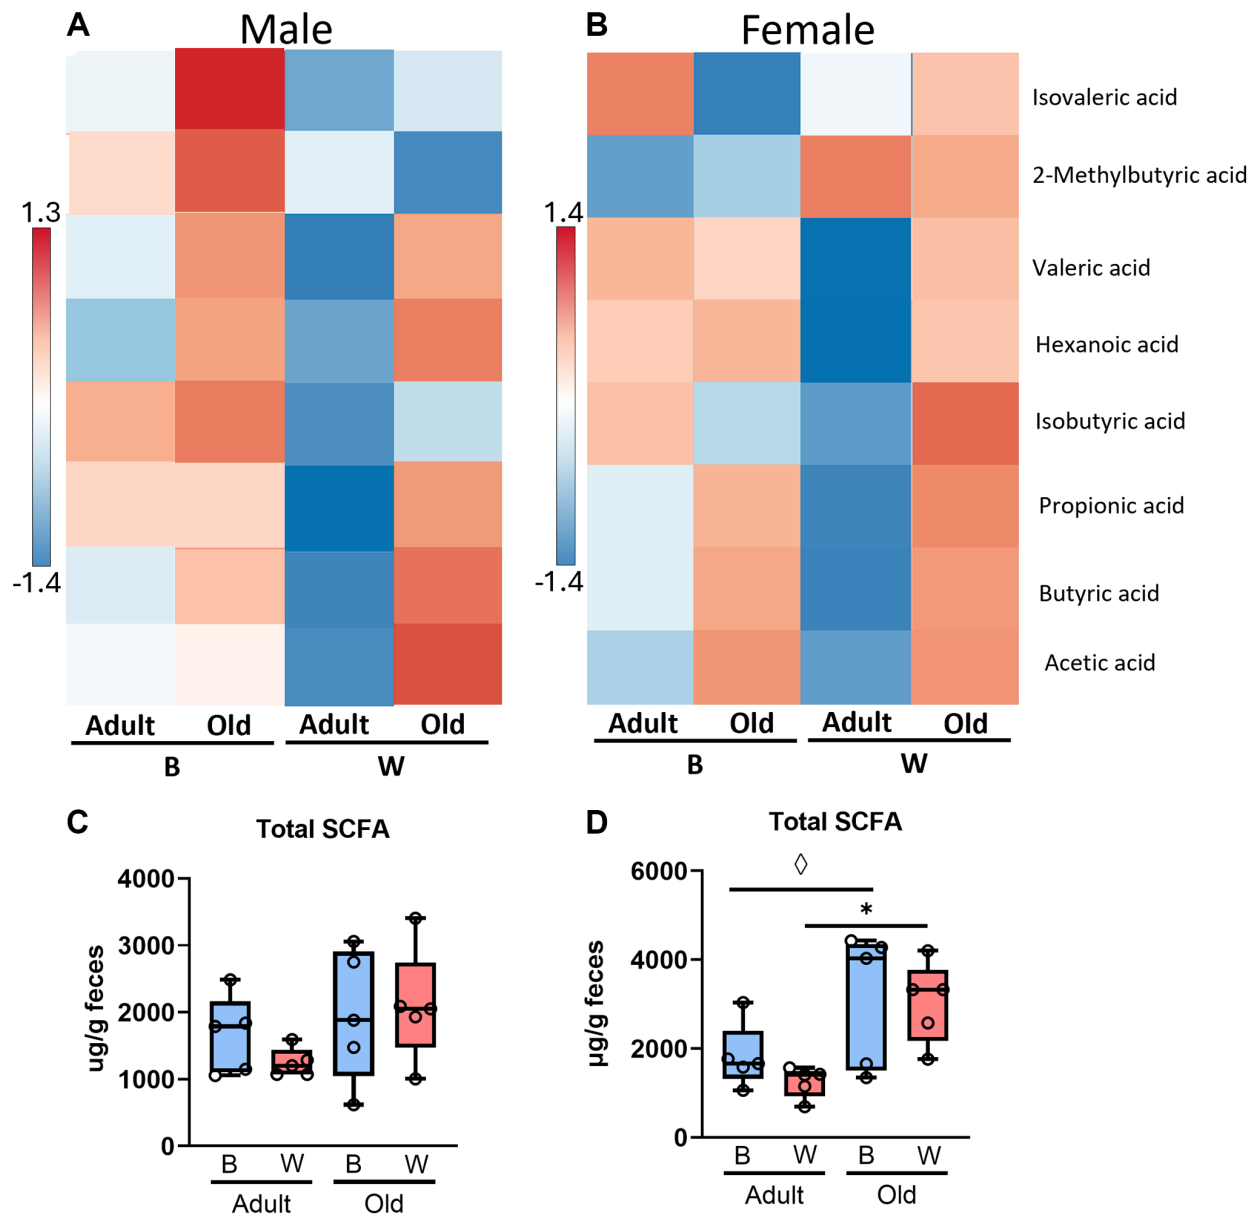 A Male B Female
Isovaleric acid
2-Methylbutyric acid
1.3 1.4
Valeric acid
Hexanoic acid
Isobutyric acid
Propionic acid
-1.4 -1.4
Butyric acid
Acetic acid
Adult Old Adult Old Adult Old Adult Old
B W B W
C D
Total SCFA Total SCFA
◊
*
4000 6000
3000 4000
2000 2000
1000 0
0
ug/g feces µg/g feces
B W B W B W B W
Adult Old Adult Old